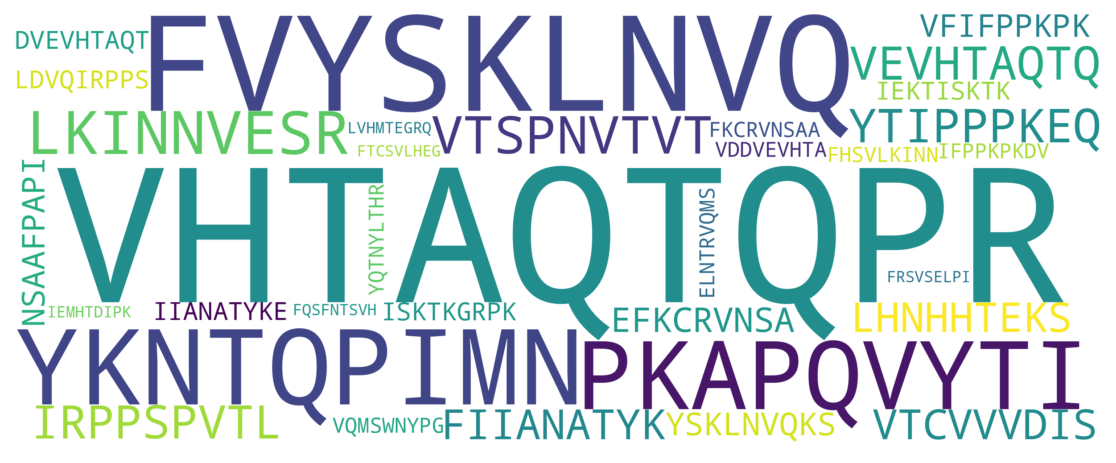 DVEVHTAQT
FVYSKLNVQ
VFIFPPKPK
VEVHTAQTQ
LDVQIRPPS
IEKTISKTK
LKINNVESR
LVHMTEGRQ
VTSPNVTVT
FKCRVNSAA
YTIPPPKEQ
FTCSVLHEG
VDDVEVHTA
FHSVLKINN
IFPPKPKDV
NSAAFPAPI
VHTAQTQPR
YQTNYLTHR
ELNTRVQMS
FRSVSELPI
IEMHTDIPK
IIANATYKE
FQSFNTSVH
ISKTKGRPK
EFKCRVNSA
LHNHHTEKS
YKNTQPIMN
PKAPQVYTI
IRPPSPVTL
VQMSWNYPG
FIIANATYK
YSKLNVQKS
VTCVVVDIS